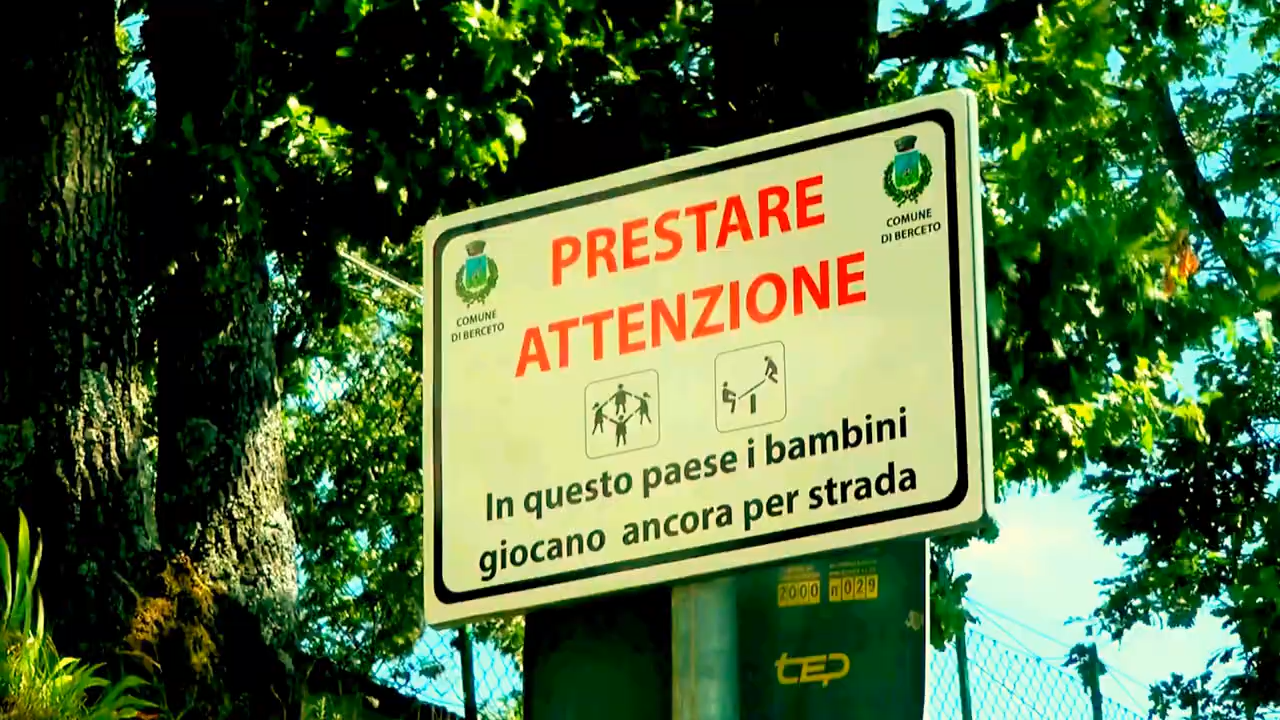 PRESTARE
ATTENZIONE
COMUNE
DI BERCETO
COMUNE
DI BERCETO
In questo paese i bambini
giocano ancora per strada
2000 n029
tep